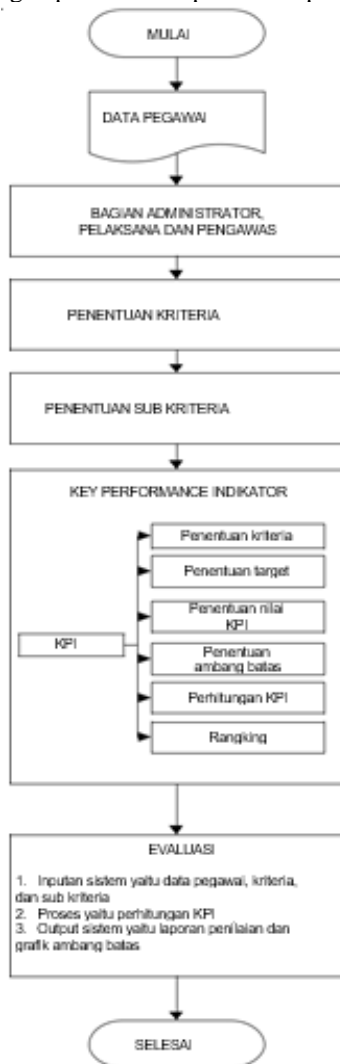 MULAI
DATA PEGAWAI
BAGIAN ADMINISTRATOR,
PELAKSANA DAN PENGAWAS
PENENTUAN KRITERIA
PENENTUAN SUB KRITERIA
KEY PERFORMANCE INDIKATOR
KPI
Penentuan kriteria
Penentuan target
Penentuan nilai
KPI
Penentuan
ambang batas
Perhitungan KPI
Rangking
EVALUASI
1. Inputan sistem yaitu data pegawai, kriteria,
dan sub kriteria
2. Proses yaitu perhitungan KPI
3. Output sistem yaitu laporan penilaian dan
grafik ambang batas
SELESAI